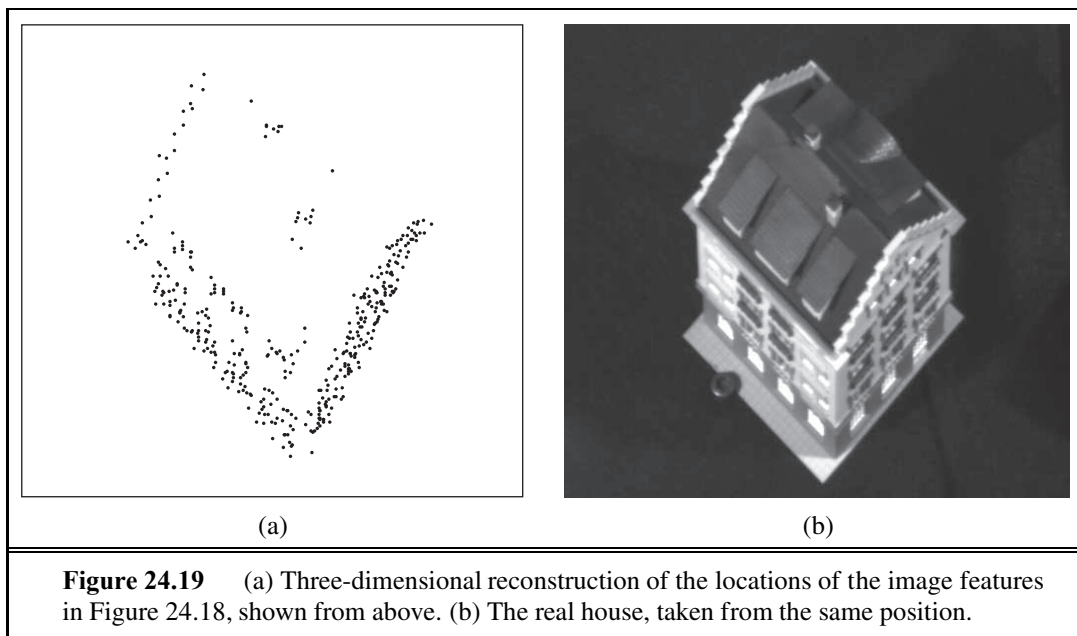 (a) (b)
Figure 24.19 (a) Three-dimensional reconstruction of the locations of the image features
in Figure 24.18, shown from above. (b) The real house, taken from the same position.